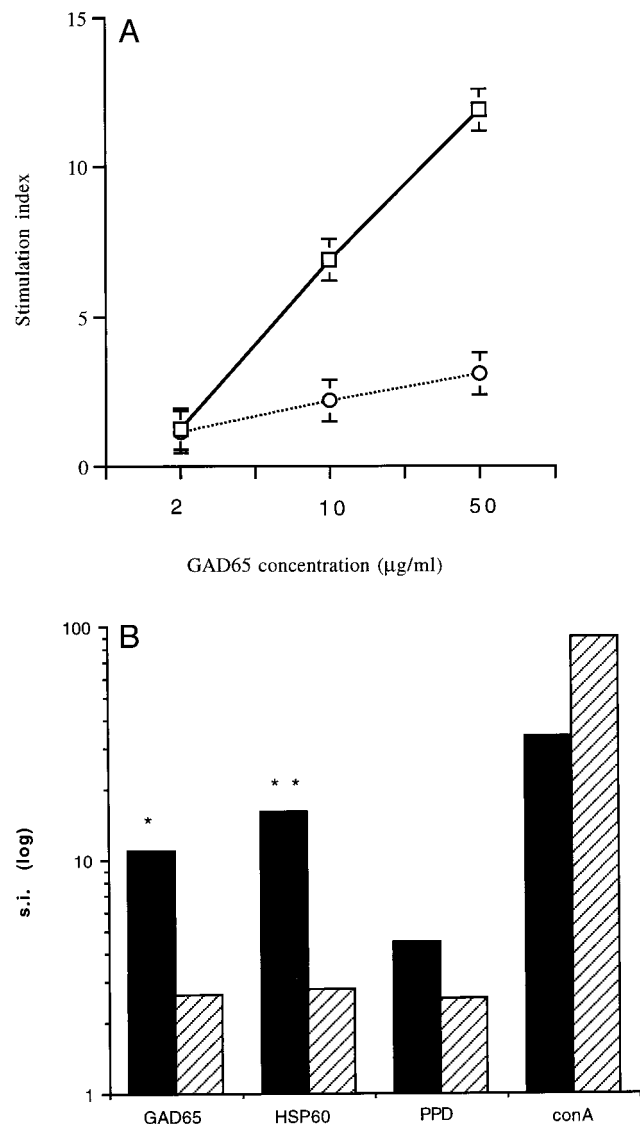 A
15
10
5
0
Stimulation index
2 10 50
GAD65 concentration (μg/ml)
B
100
10
1
s.i. (log)
* * *
GAD65 HSP60 PPD conA